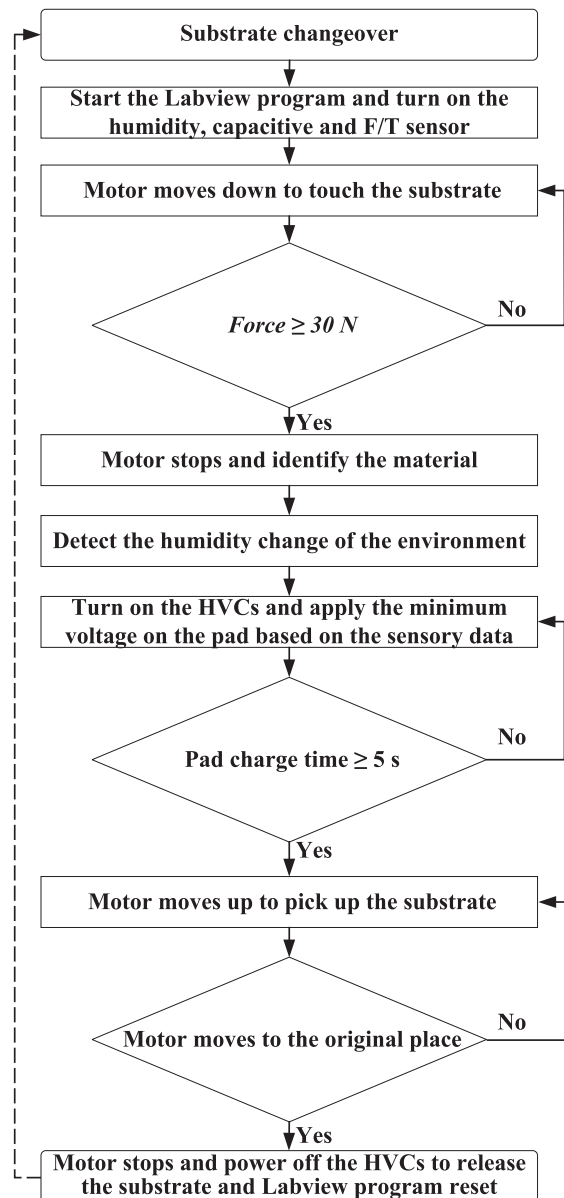 Substrate changeover
Start the Labview program and turn on the
humidity, capacitive and F/T sensor
Motor moves down to touch the substrate
Force ≥ 30 N
No
Yes
Motor stops and identify the material
Detect the humidity change of the environment
Turn on the HVCs and apply the minimum
voltage on the pad based on the sensory data
Pad charge time ≥ 5 s
No
Yes
Motor moves up to pick up the substrate
Motor moves to the original place
No
Yes
Motor stops and power off the HVCs to release
the substrate and Labview program reset